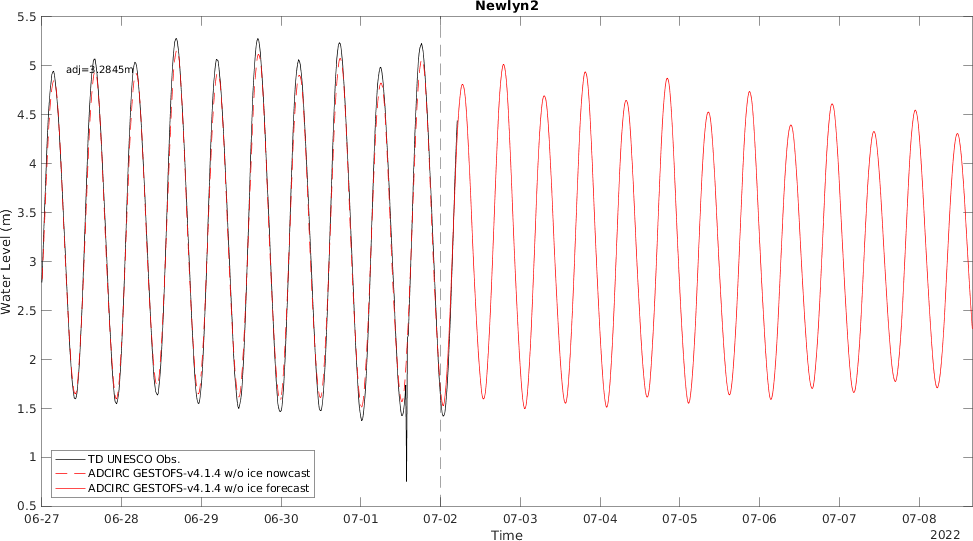 Newlyn2
5.5
5
4.5
4
3.5
3
2.5
2
1.5
1
0.5
Water Level (m)
adj=3.2845m
TD UNESCO Obs.
ADCIRC GESTOFS-v4.1.4 w/o ice nowcast
ADCIRC GESTOFS-v4.1.4 w/o ice forecast
06-27 06-28 06-29 06-30 07-01 07-02 07-03 07-04 07-05 07-06 07-07 07-08
2022
Time